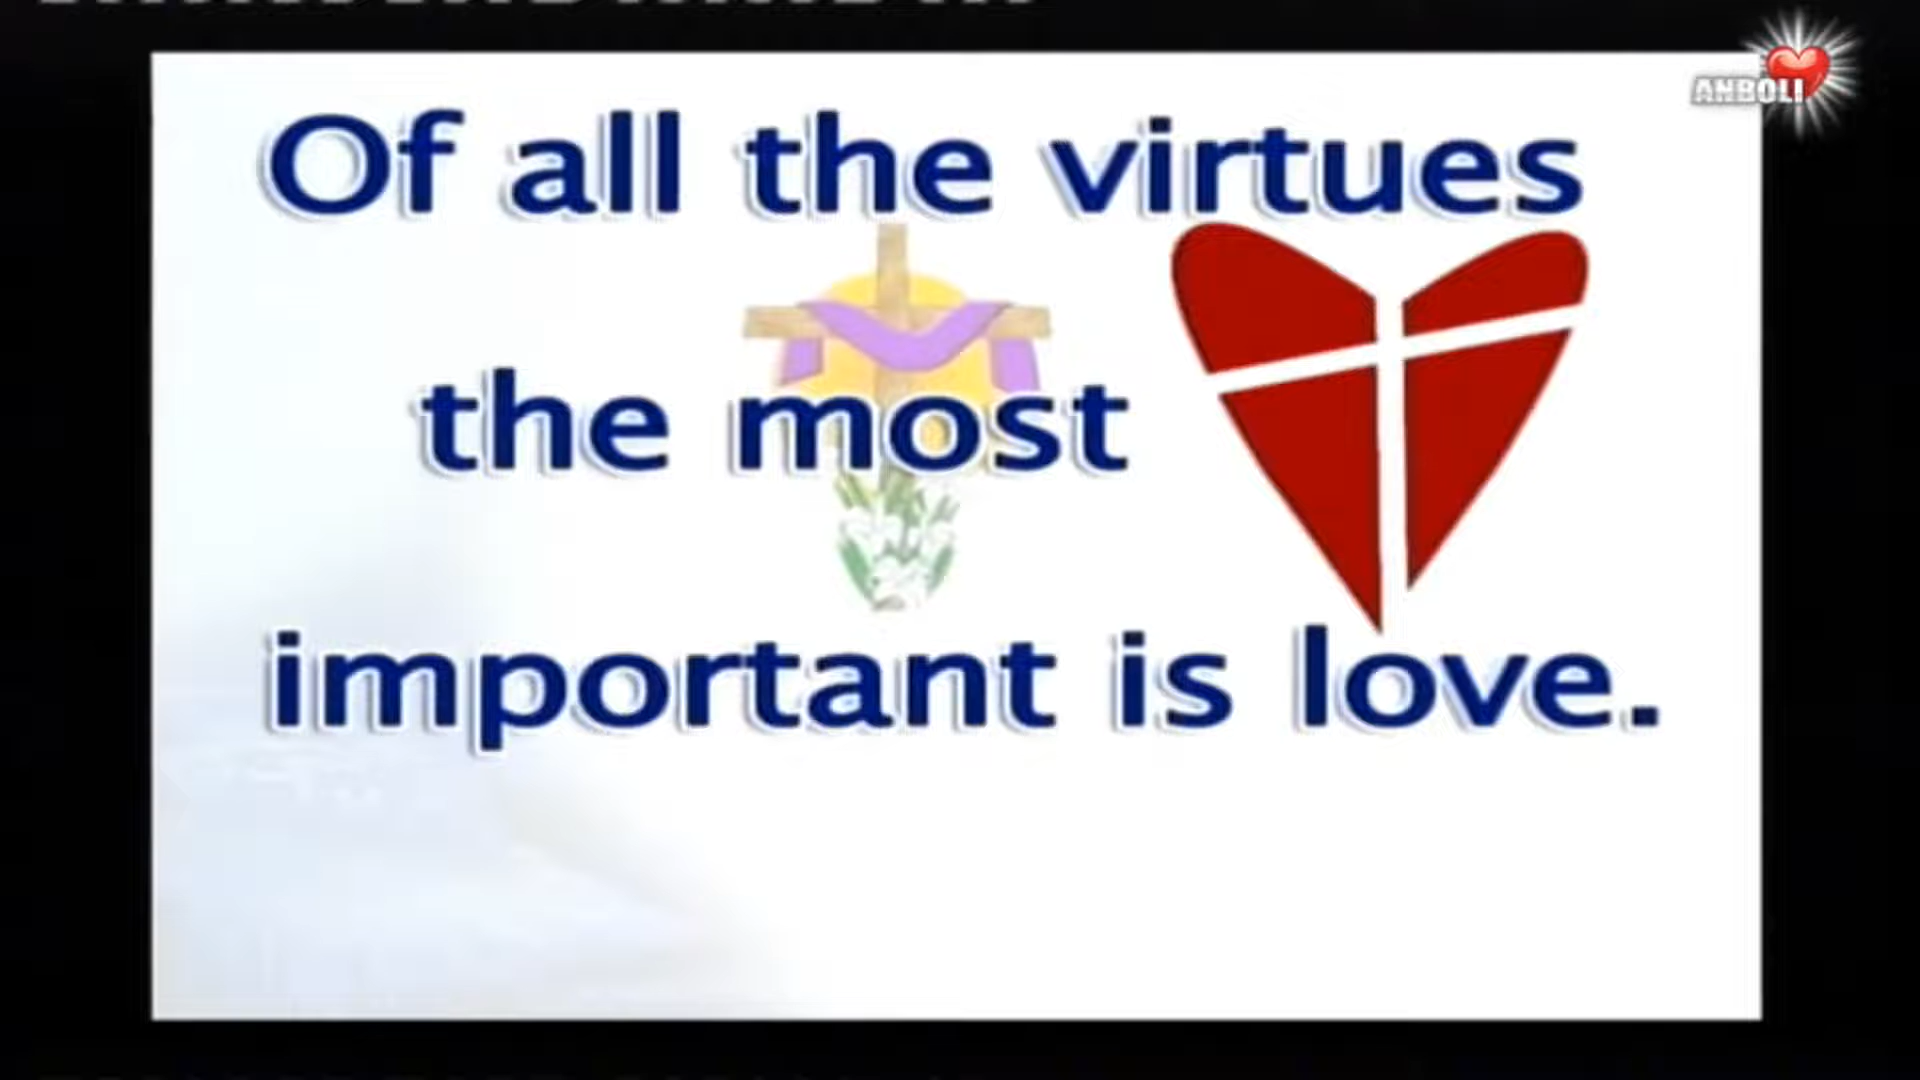 ANBOLI
Of all the virtues
the most
important is love.